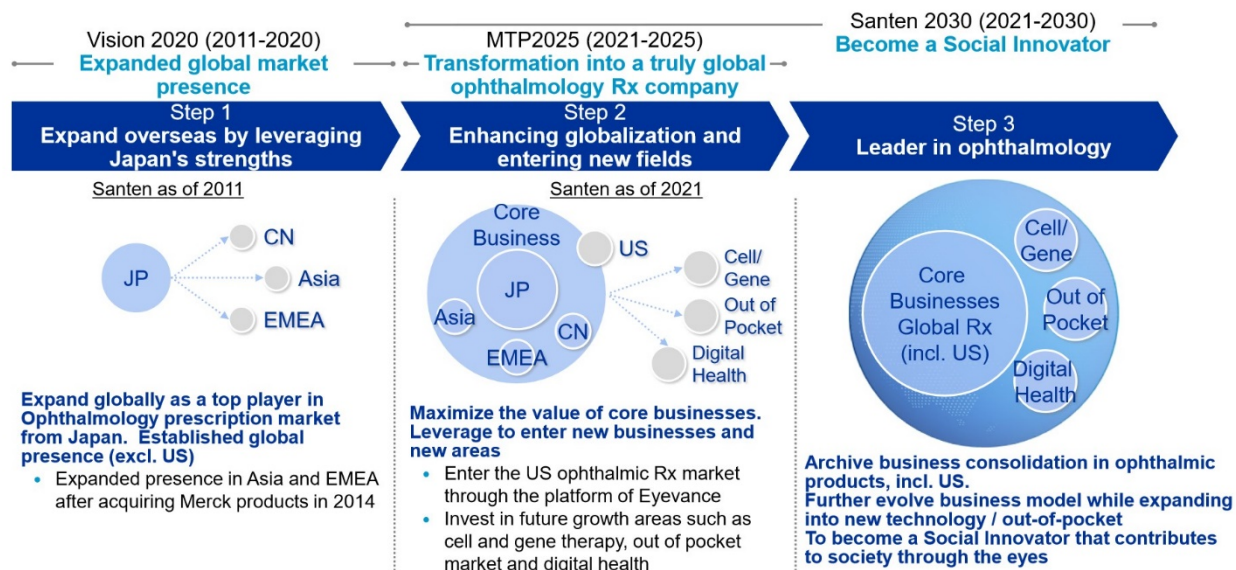 Vision 2020 (2011-2020)
Expanded global market
presence
MTP2025 (2021-2025)
Transformation into a truly global
ophthalmology Rx company
Santen 2030 (2021-2030)
Become a Social Innovator
Step 1
Expand overseas by leveraging
Japan's strengths
Step 2
Enhancing globalization and
entering new fields
Step 3
Leader in ophthalmology
Santen as of 2011
JP
CN
Asia
EMEA
Expand globally as a top player in
Ophthalmology prescription market
from Japan. Established global
presence (excl. US)
• Expanded presence in Asia and EMEA
after acquiring Merck products in 2014
Santen as of 2021
Core
Business
JP
Asia
EMEA
CN
US
Cell/
Gene
Out of
Pocket
Digital
Health
Maximize the value of core businesses.
Leverage to enter new businesses and
new areas
• Enter the US ophthalmic Rx market
through the platform of Eyevance
• Invest in future growth areas such as
cell and gene therapy, out of pocket
market and digital health
Core
Businesses
Global Rx
(incl. US)
Cell/
Gene
Out of
Pocket
Digital
Health
Archive business consolidation in ophthalmic
products, incl. US.
Further evolve business model while expanding
into new technology / out-of-pocket
To become a Social Innovator that contributes
to society through the eyes